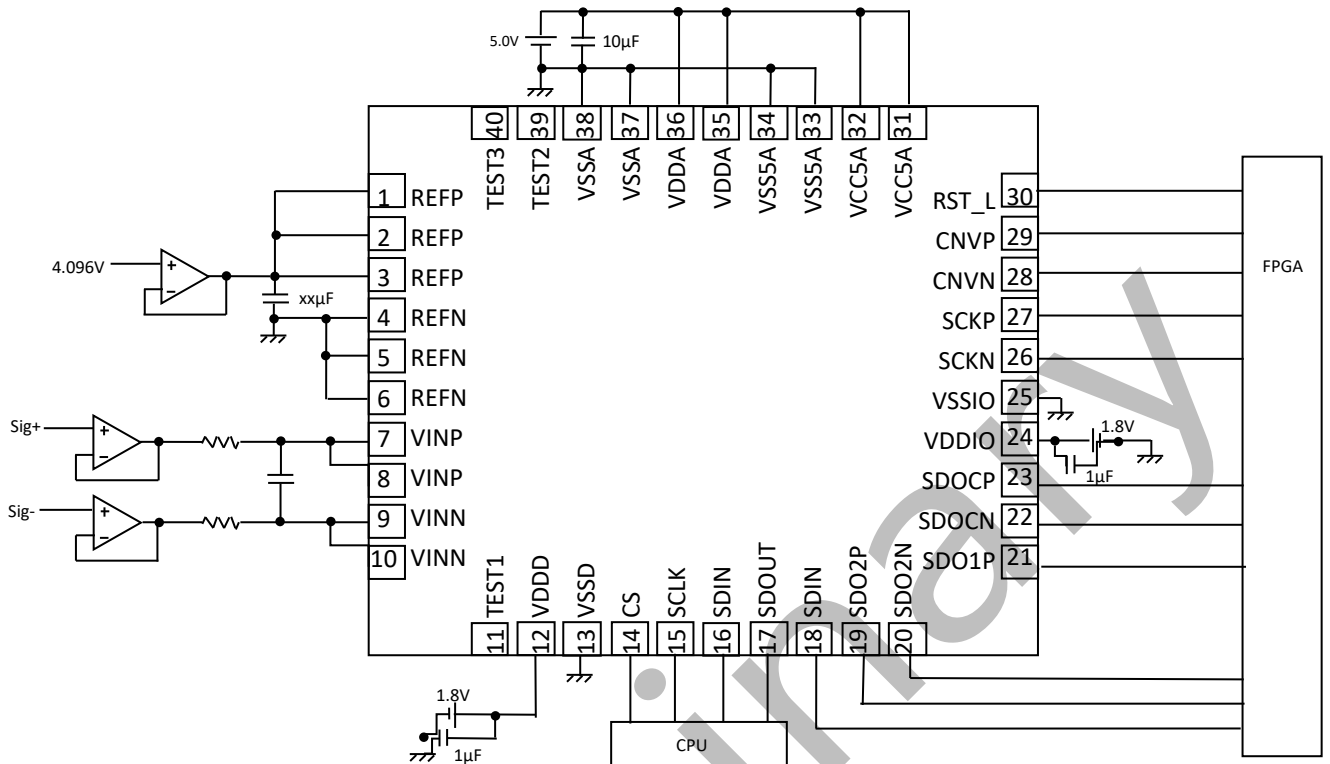 5.0V
10µF
40 39 38 37 36 35 34 33 32 31
TEST3 TEST2 VSSA VSSA VDDA VDDA VSS5A VSS5A VCC5A VCC5A
1 REFP
2 REFP
3 REFP
4 REFN
5 REFN
6 REFN
7 VINP
8 VINP
9 VINN
10 VINN
4.096V
+
−
xxµF
Sig+
+
−
Sig-
+
−
RST_L 30
CNVP 29
CNVN 28
SCKP 27
SCKN 26
VSSIO 25
VDDIO 24
SDOCP 23
SDOCN 22
SDO1P 21
1.8V
1µF
FPGA
TEST1 VDDD VSSD CS SCLK SDIN SDOUT SDIN SDO2P SDO2N
11 12 13 14 15 16 17 18 19 20
1.8V
1µF
CPU
inary